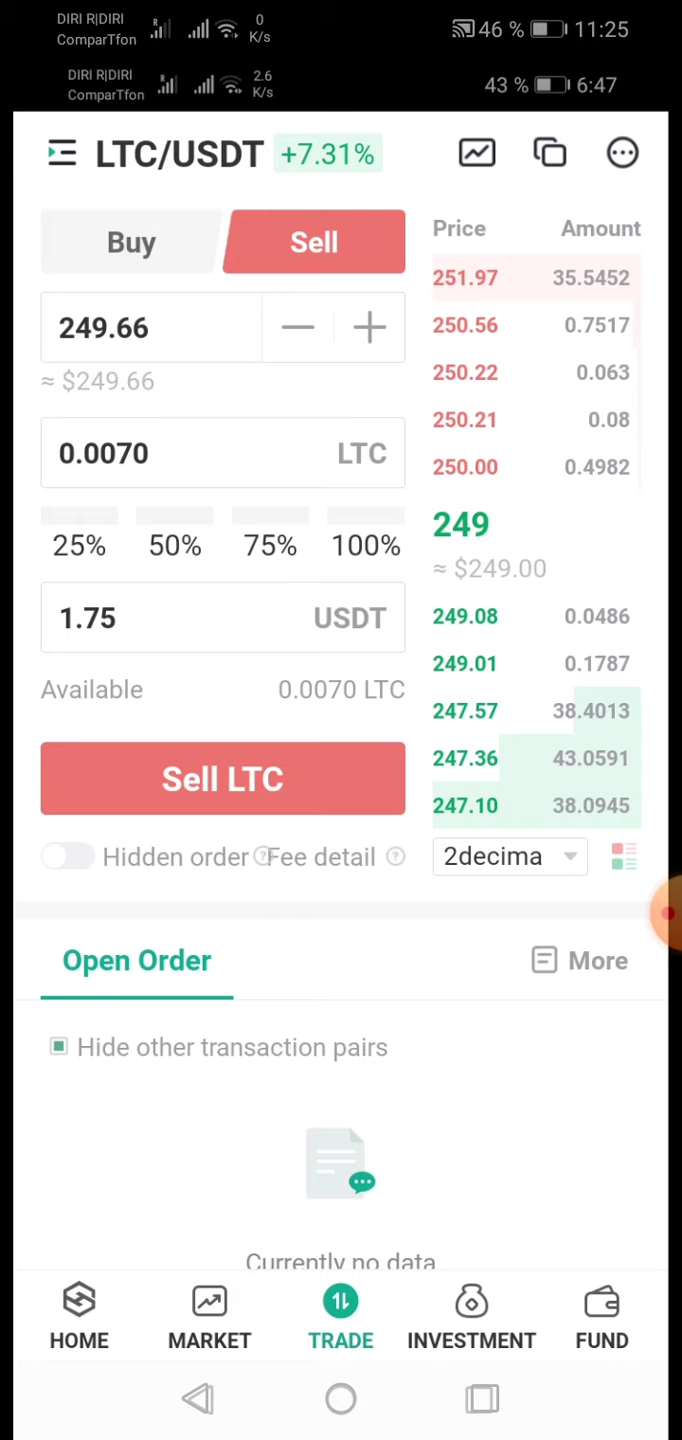 DIRI R|DIRI
ComparTfon
R
0
K/s
46 %
11:25
DIRI R|DIRI
ComparTfon
R
2.6
K/s
43 %
6:47
LTC/USDT +7.31%
Buy
Sell
249.66
≈ $249.66
0.0070 LTC
25% 50% 75% 100%
1.75 USDT
Available 0.0070 LTC
Sell LTC
Hidden order ? Fee detail ?
Price Amount
251.97 35.5452
250.56 0.7517
250.22 0.063
250.21 0.08
250.00 0.4982
249
≈ $249.00
249.08 0.0486
249.01 0.1787
247.57 38.4013
247.36 43.0591
247.10 38.0945
2decima
Open Order
More
Hide other transaction pairs
Currently no data
HOME MARKET TRADE INVESTMENT FUND